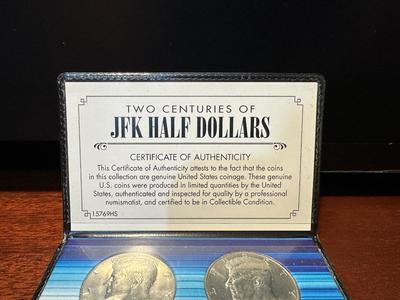 TWO CENTURIES OF
JFK HALF DOLLARS
CERTIFICATE OF AUTHENTICITY
This Certificate of Authenticity attests to the fact that the coins
in this collection are genuine United States coinage. These genuine
U.S. coins were produced in limited quantities by the United
States, authenticated and inspected for quality by a professional
numismatist, and certified to be in Collectible Condition.
15769HS